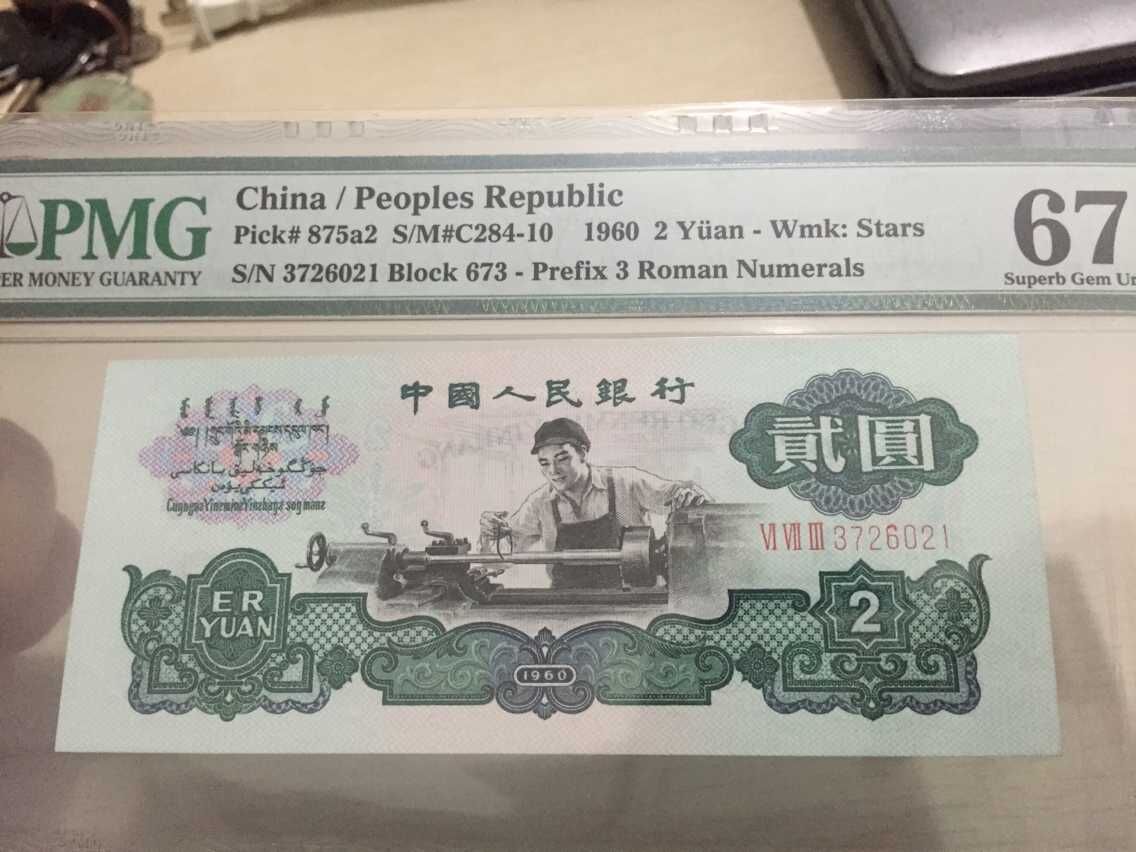 PMG
ER MONEY GUARANTY
China / Peoples Republic
Pick# 875a2 S/M#C284-10 1960 2 Yüan - Wmk: Stars
S/N 3726021 Block 673 - Prefix 3 Roman Numerals
67
Superb Gem Un
中國人民銀行
貳圓
VI VII III 3726021
ER
YUAN
2
1960